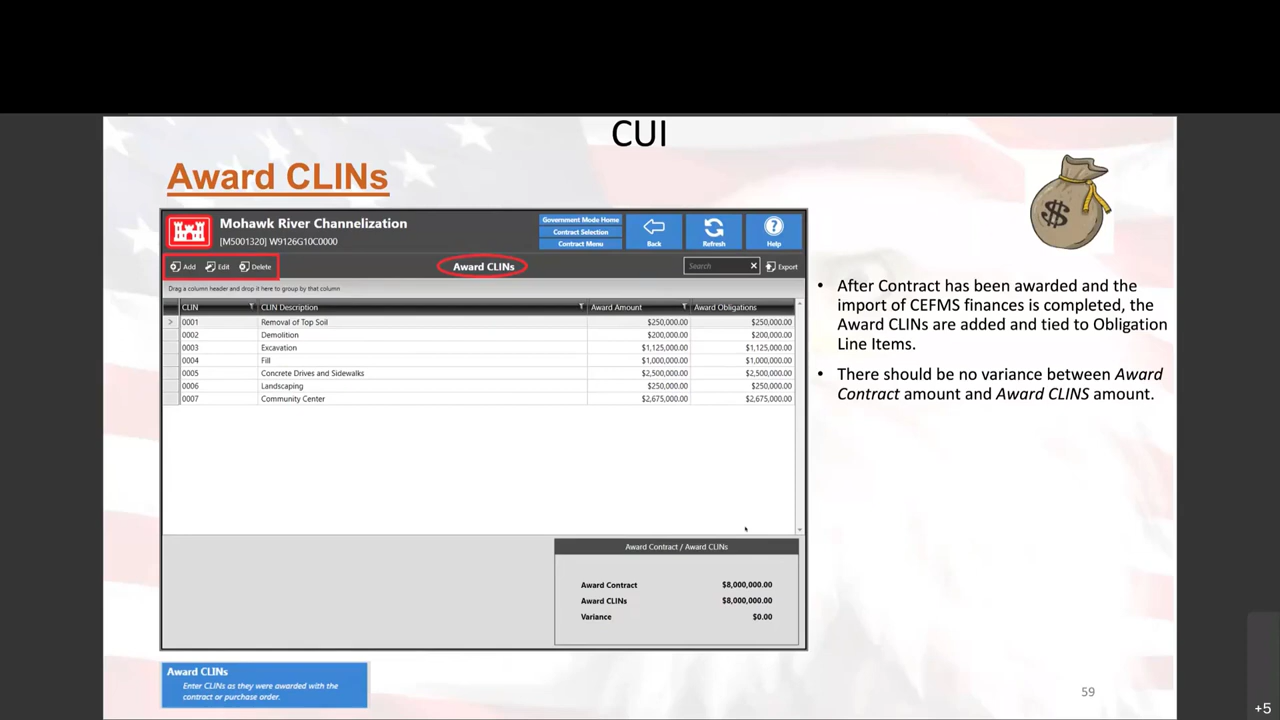 CUI
Award CLINs
Mohawk River Channelization
[M5001320] W9126G10C0000
Government Mode Home
Contract Selection
Contract Menu
Back
Refresh
Help
Add Edit Delete
Award CLINs
Search
Export
Drag a column header and drop it here to group by that column
CLIN CLIN Description Award Amount Award Obligations
0001 Removal of Top Soil $250,000.00 $250,000.00
0002 Demolition $200,000.00 $200,000.00
0003 Excavation $1,125,000.00 $1,125,000.00
0004 Fill $1,000,000.00 $1,000,000.00
0005 Concrete Drives and Sidewalks $2,500,000.00 $2,500,000.00
0006 Landscaping $250,000.00 $250,000.00
0007 Community Center $2,675,000.00 $2,675,000.00
Award Contract / Award CLINs
Award Contract $8,000,000.00
Award CLINs $8,000,000.00
Variance $0.00
Award CLINs
Enter CLINs as they were awarded with the
contract or purchase order.
$
• After Contract has been awarded and the
import of CEFMS finances is completed, the
Award CLINs are added and tied to Obligation
Line Items.
• There should be no variance between Award
Contract amount and Award CLINS amount.
59
+5